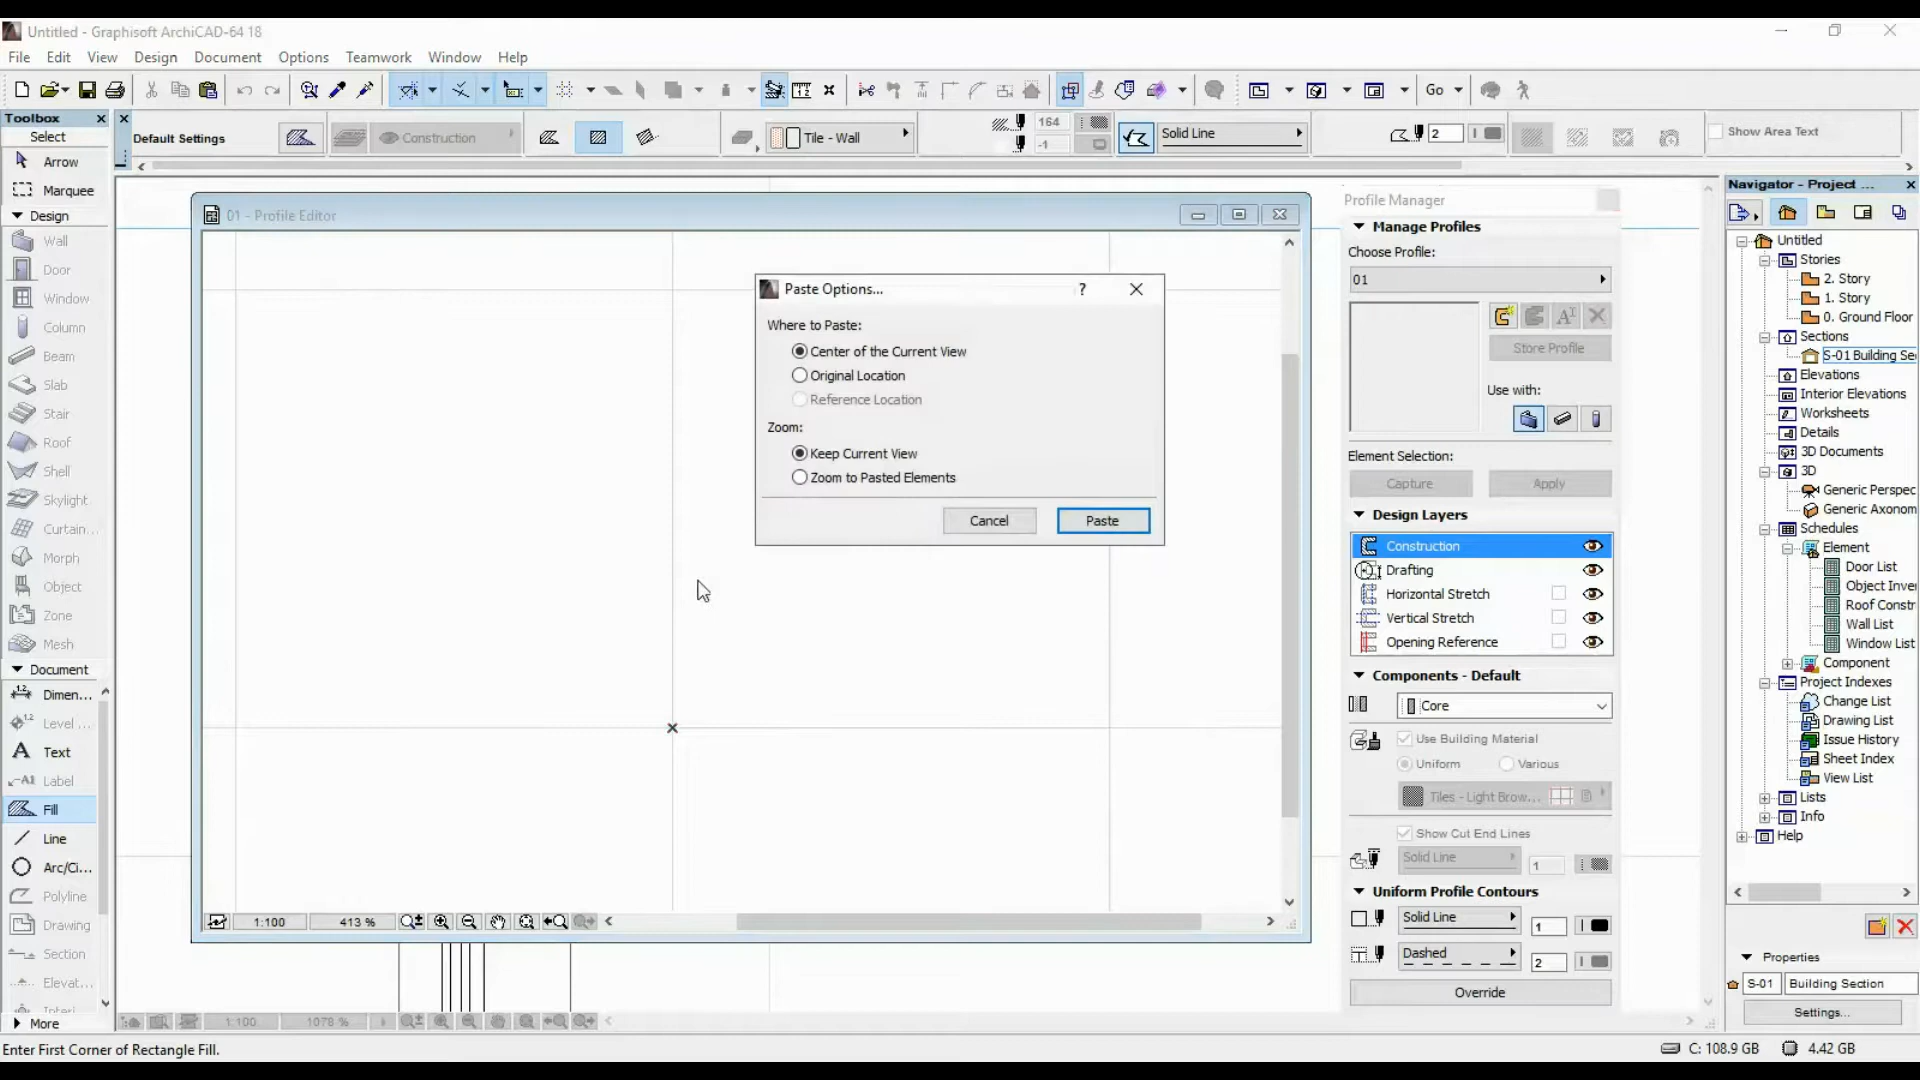 Untitled - Graphisoft ArchiCAD-64 18
File Edit View Design Document Options Teamwork Window Help
Go
Toolbox
Select
Default Settings
Construction
Tile - Wall
164
-1
Solid Line
2
Show Area Text
Arrow
Marquee
Design
Wall
Door
Window
Column
Beam
Slab
Stair
Roof
Shell
Skylight
Curtain...
Morph
Object
Zone
Mesh
Document
Dimen...
Level ...
Text
Label
Fill
Line
Arc/Ci...
Polyline
Drawing
Section
Elevat...
Interi
More
01 - Profile Editor
Paste Options...
?
Where to Paste:
Center of the Current View
Original Location
Reference Location
Zoom:
Keep Current View
Zoom to Pasted Elements
Cancel
Paste
1:100
413 %
1:100
1078 %
Profile Manager
Manage Profiles
Choose Profile:
01
Store Profile
Use with:
Element Selection:
Capture
Apply
Design Layers
Construction
Drafting
Horizontal Stretch
Vertical Stretch
Opening Reference
Components - Default
Core
Use Building Material
Uniform
Various
Tiles - Light Brow...
Show Cut End Lines
Solid Line
1
Uniform Profile Contours
Solid Line
1
Dashed
2
Override
Navigator - Project ...
Untitled
Stories
2. Story
1. Story
0. Ground Floor
Sections
S-01 Building Se
Elevations
Interior Elevations
Worksheets
Details
3D Documents
3D
Generic Perspec
Generic Axonom
Schedules
Element
Door List
Object Inve
Roof Constr
Wall List
Window List
Component
Project Indexes
Change List
Drawing List
Issue History
Sheet Index
View List
Lists
Info
Help
Properties
S-01
Building Section
Settings...
Enter First Corner of Rectangle Fill.
C: 108.9 GB
4.42 GB